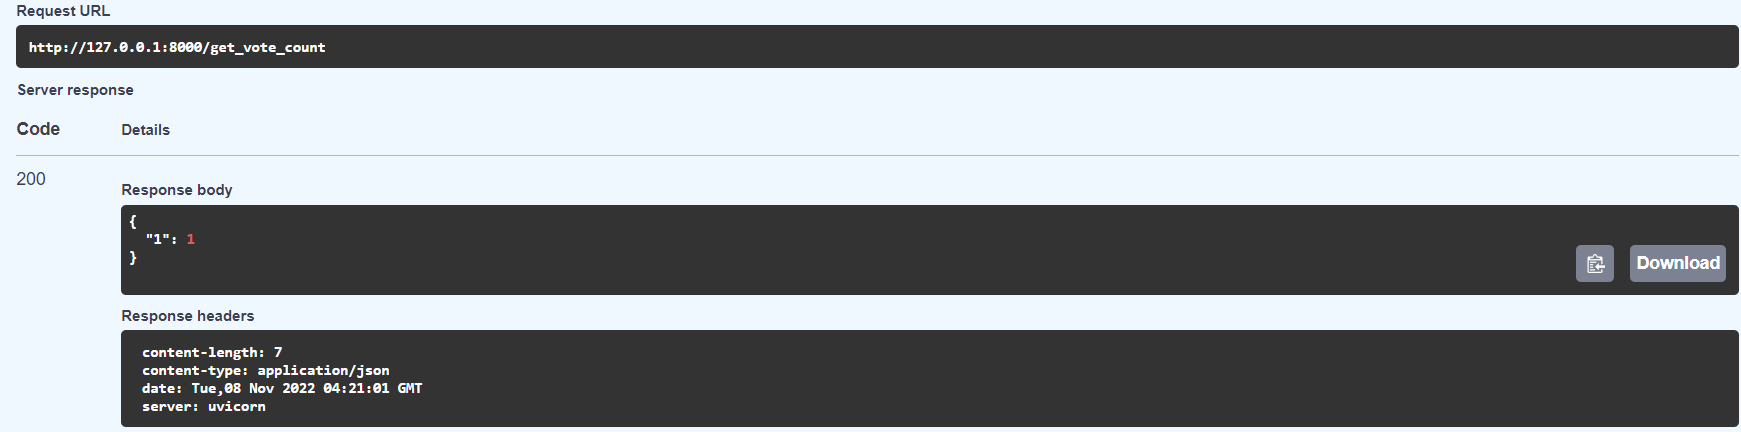 Request URL
http://127.0.0.1:8000/get_vote_count
Server response
Code Details
200
Response body
{
"1": 1
}
Download
Response headers
content-length: 7
content-type: application/json
date: Tue,08 Nov 2022 04:21:01 GMT
server: uvicorn